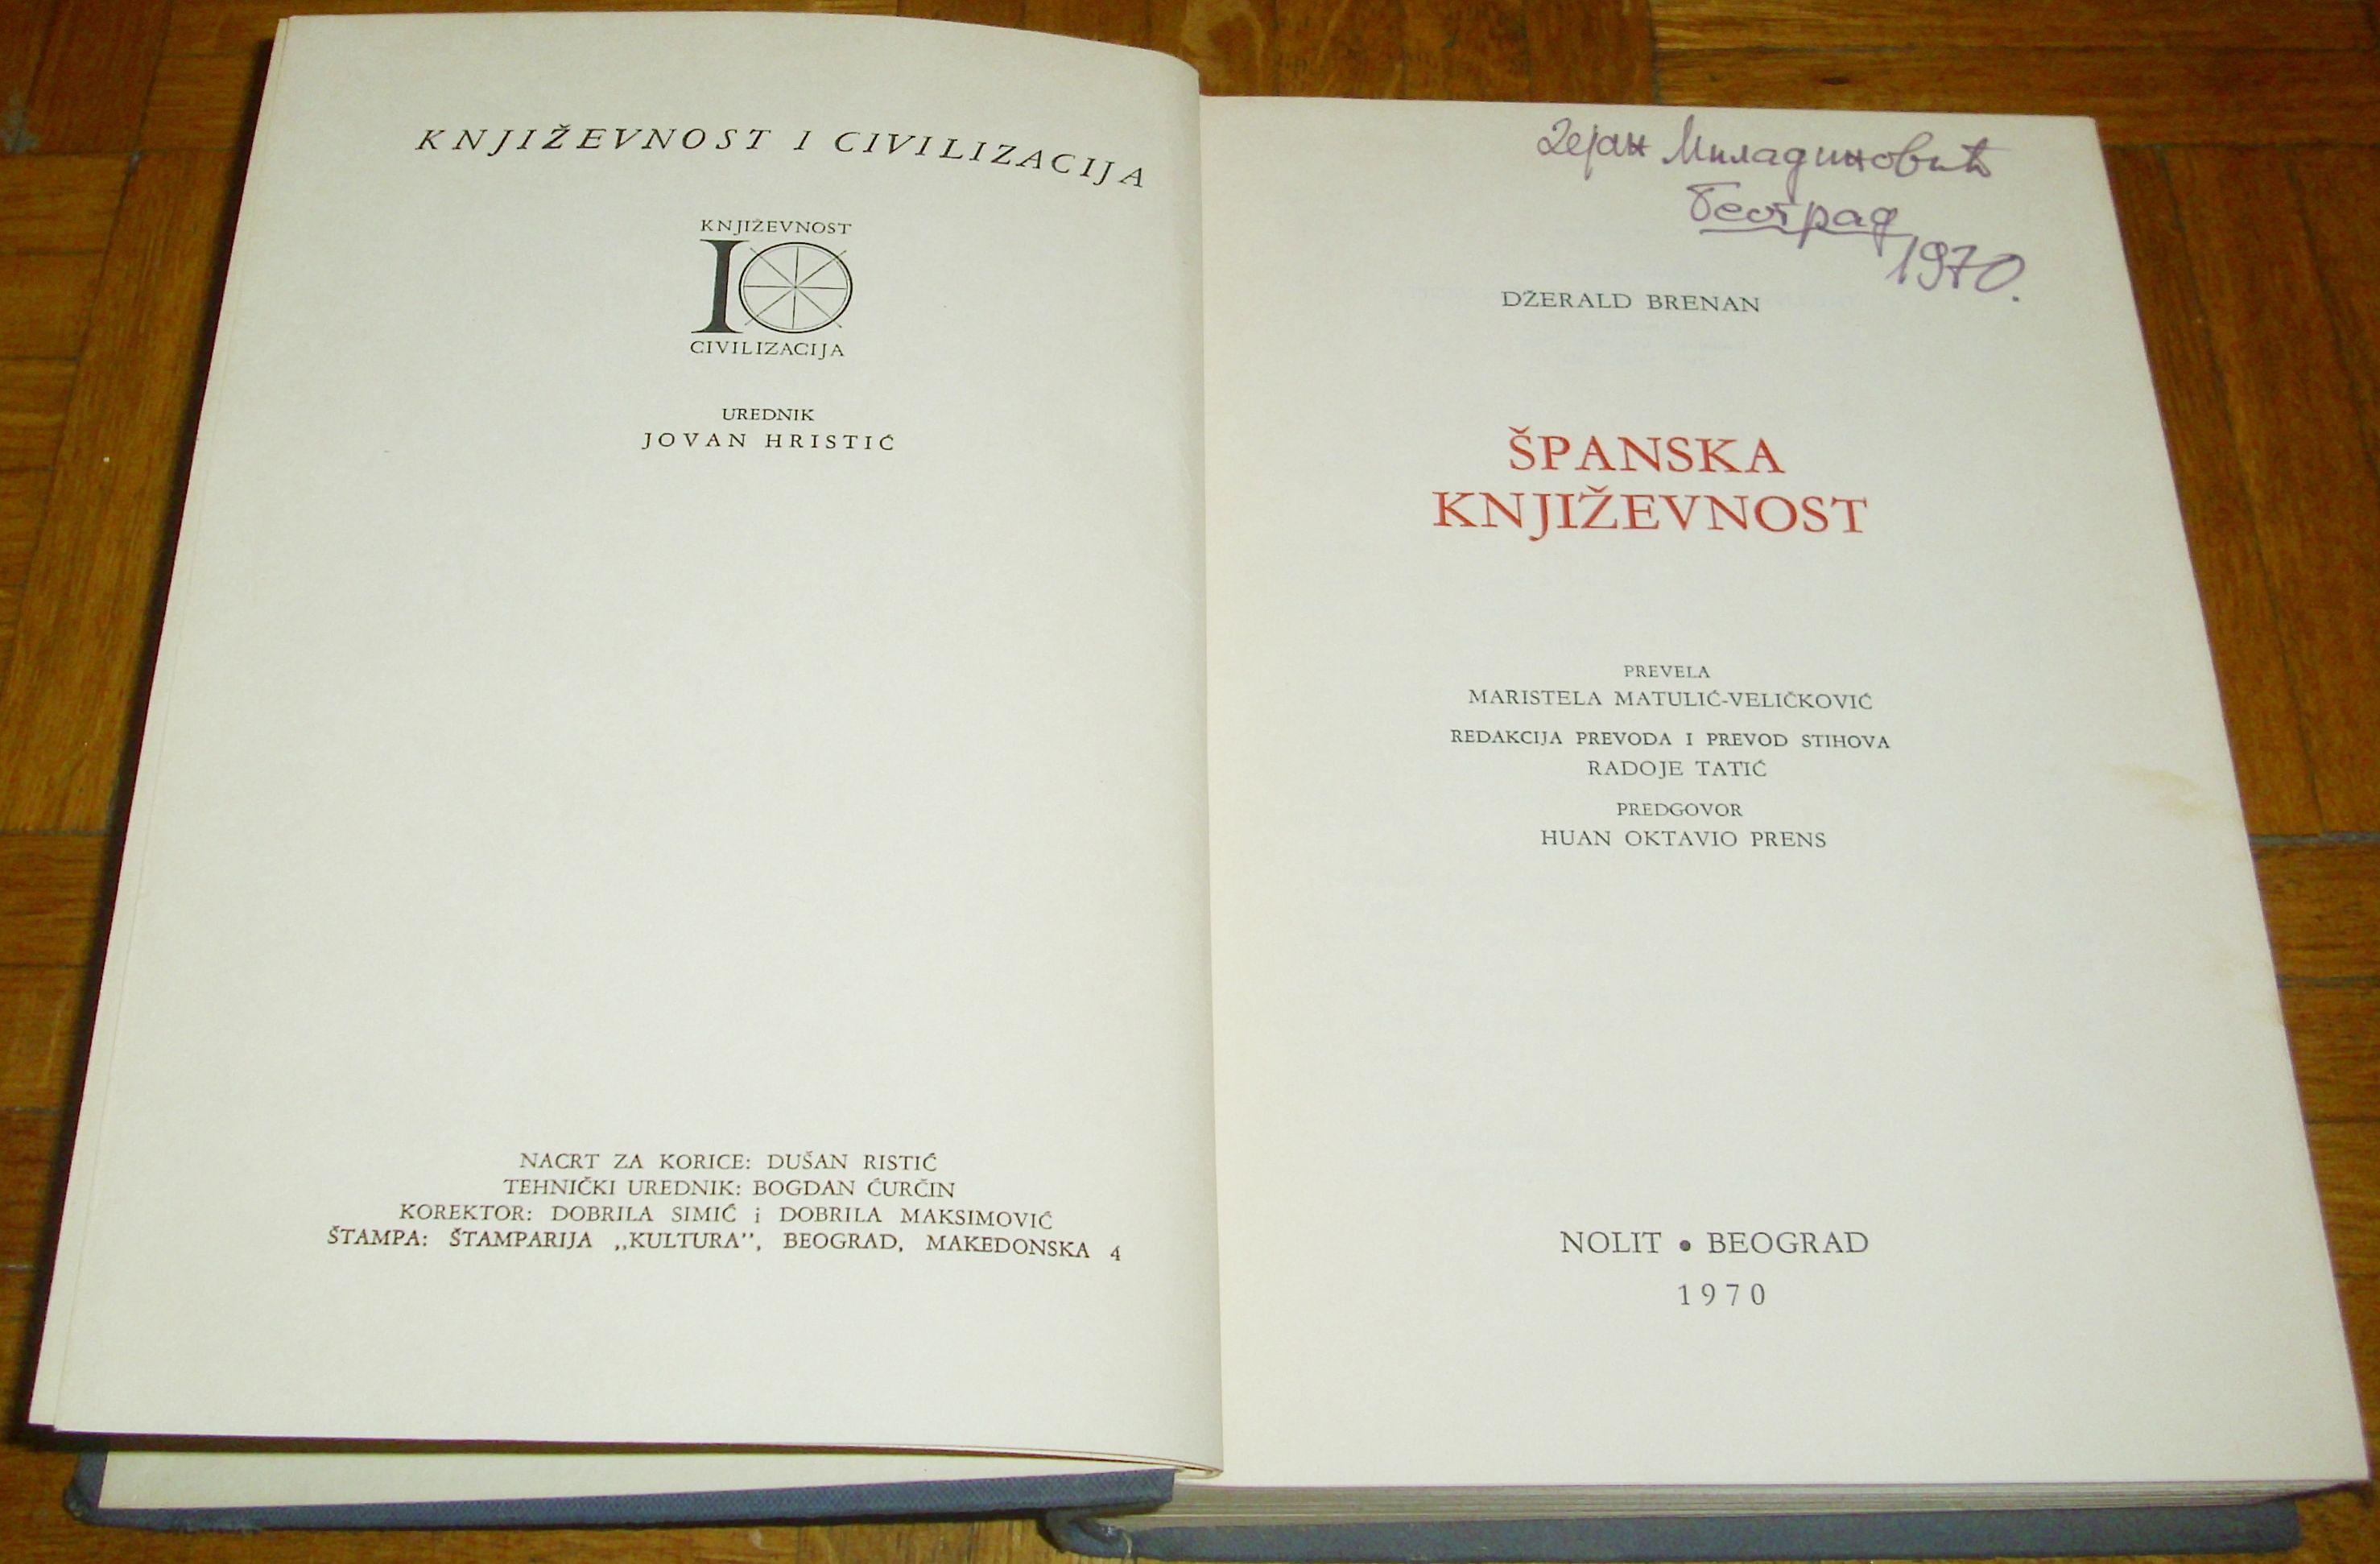 KNJIŽEVNOST I CIVILIZACIJA
KNJIŽEVNOST
CIVILIZACIJA
UREDNIK
JOVAN HRISTIĆ
NACRT ZA KORICE: DUŠAN RISTIĆ
TEHNIČKI UREDNIK: BOGDAN ĆURČIN
KOREKTOR: DOBRILA SIMIĆ i DOBRILA MAKSIMOVIĆ
ŠTAMPA: ŠTAMPARIJA „KULTURA”, BEOGRAD, MAKEDONSKA 4
Дејан Миладиновић
Београд
1970.
DŽERALD BRENAN
ŠPANSKA
KNJIŽEVNOST
PREVELA
MARISTELA MATULIĆ-VELIČKOVIĆ
REDAKCIJA PREVODA I PREVOD STIHOVA
RADOJE TATIĆ
PREDGOVOR
HUAN OKTAVIO PRENS
NOLIT • BEOGRAD
1970